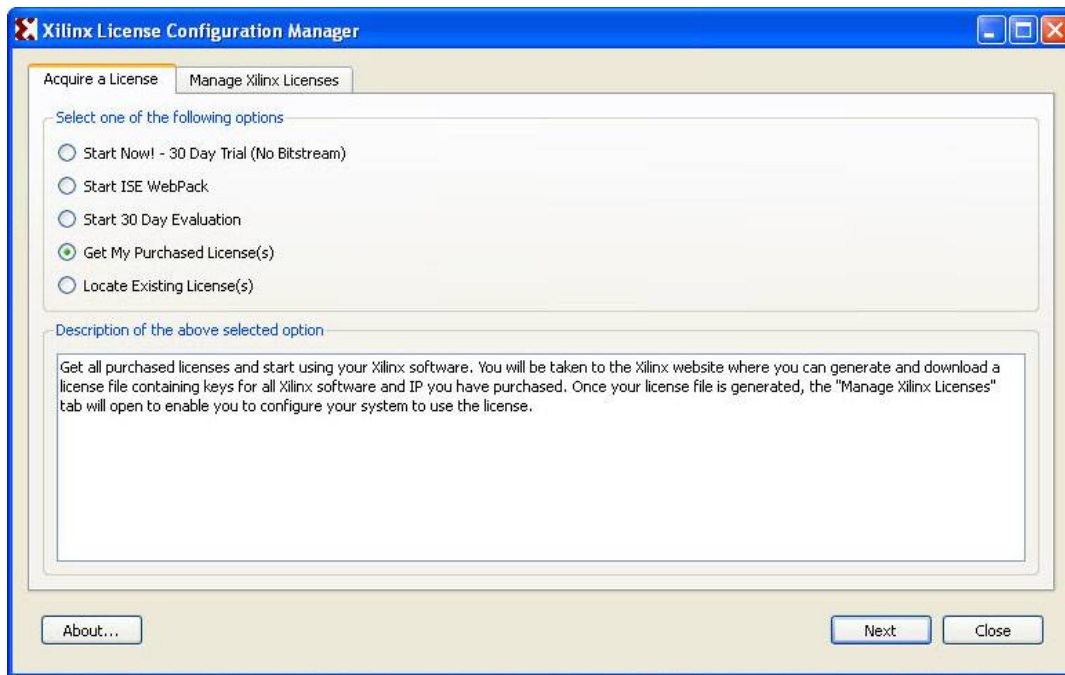 Xilinx License Configuration Manager
Acquire a License
Manage Xilinx Licenses
Select one of the following options
Start Now! - 30 Day Trial (No Bitstream)
Start ISE WebPack
Start 30 Day Evaluation
Get My Purchased License(s)
Locate Existing License(s)
Description of the above selected option
Get all purchased licenses and start using your Xilinx software. You will be taken to the Xilinx website where you can generate and download a
license file containing keys for all Xilinx software and IP you have purchased. Once your license file is generated, the "Manage Xilinx Licenses"
tab will open to enable you to configure your system to use the license.
About...
Next
Close